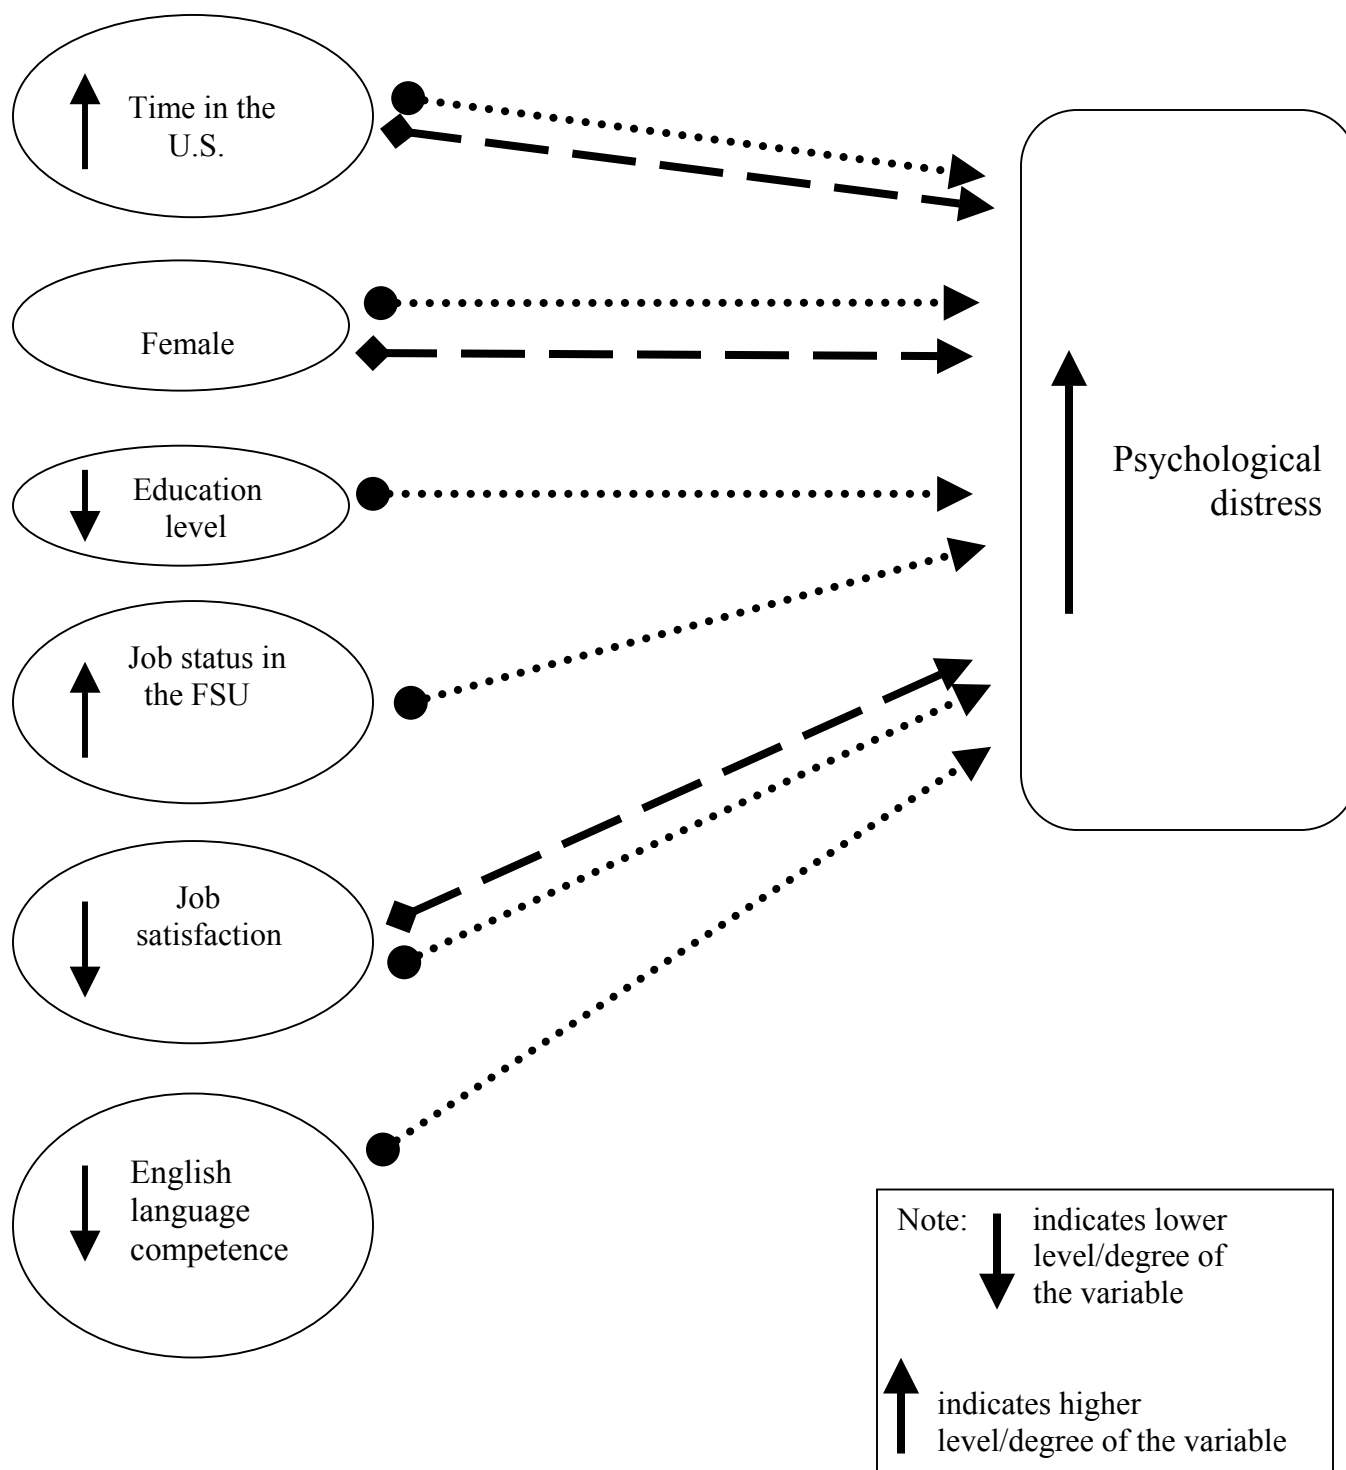 Time in the
U.S.
Female
Education
level
Job status in
the FSU
Job
satisfaction
English
language
competence
Psychological
distress
Note:
indicates lower
level/degree of
the variable
indicates higher
level/degree of the variable